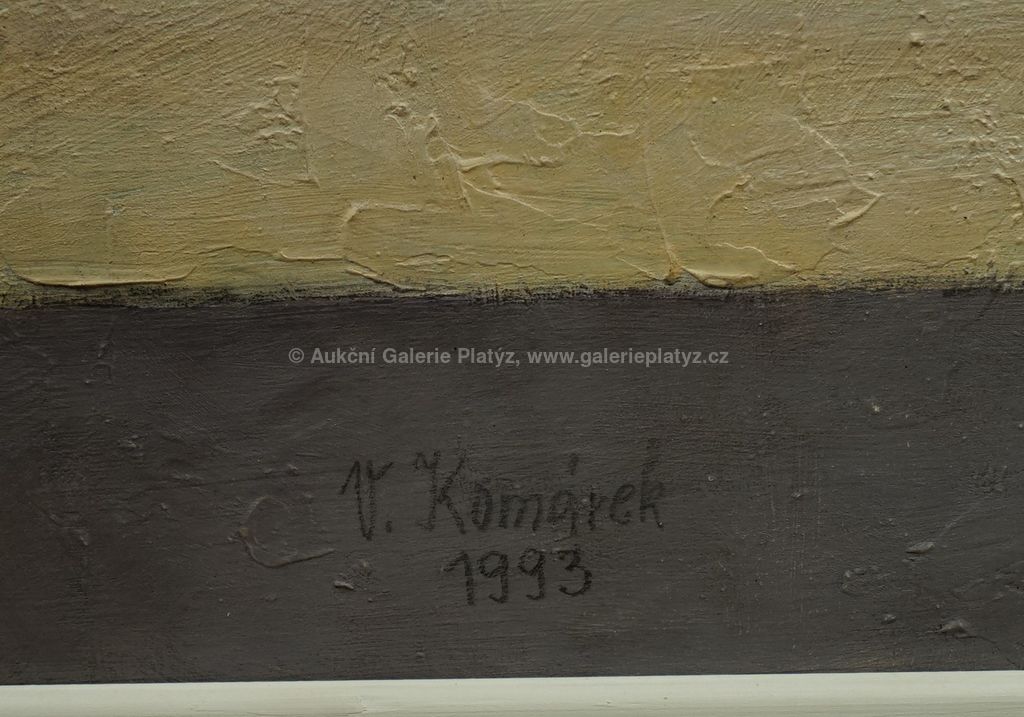 © Aukční Galerie Platýz, www.galerieplatyz.cz
V. Komárek
1993